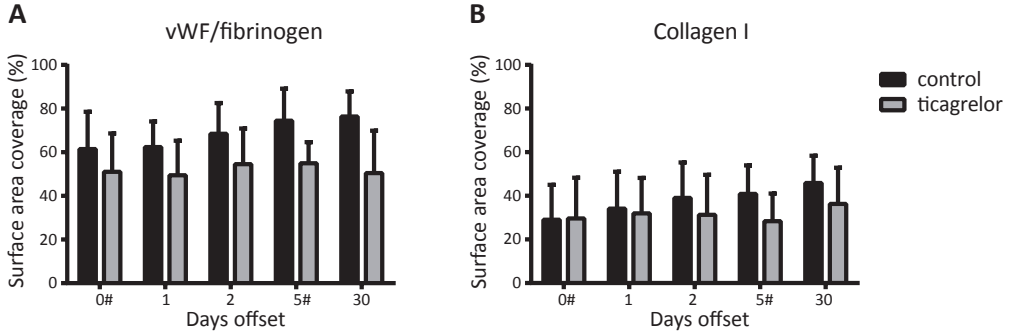 A
vWF/fibrinogen
Surface area coverage (%)
100
80
60
40
20
0
0# 1 2 5# 30
Days offset
B
Collagen I
Surface area coverage (%)
100
80
60
40
20
0
0# 1 2 5# 30
Days offset
control
ticagrelor